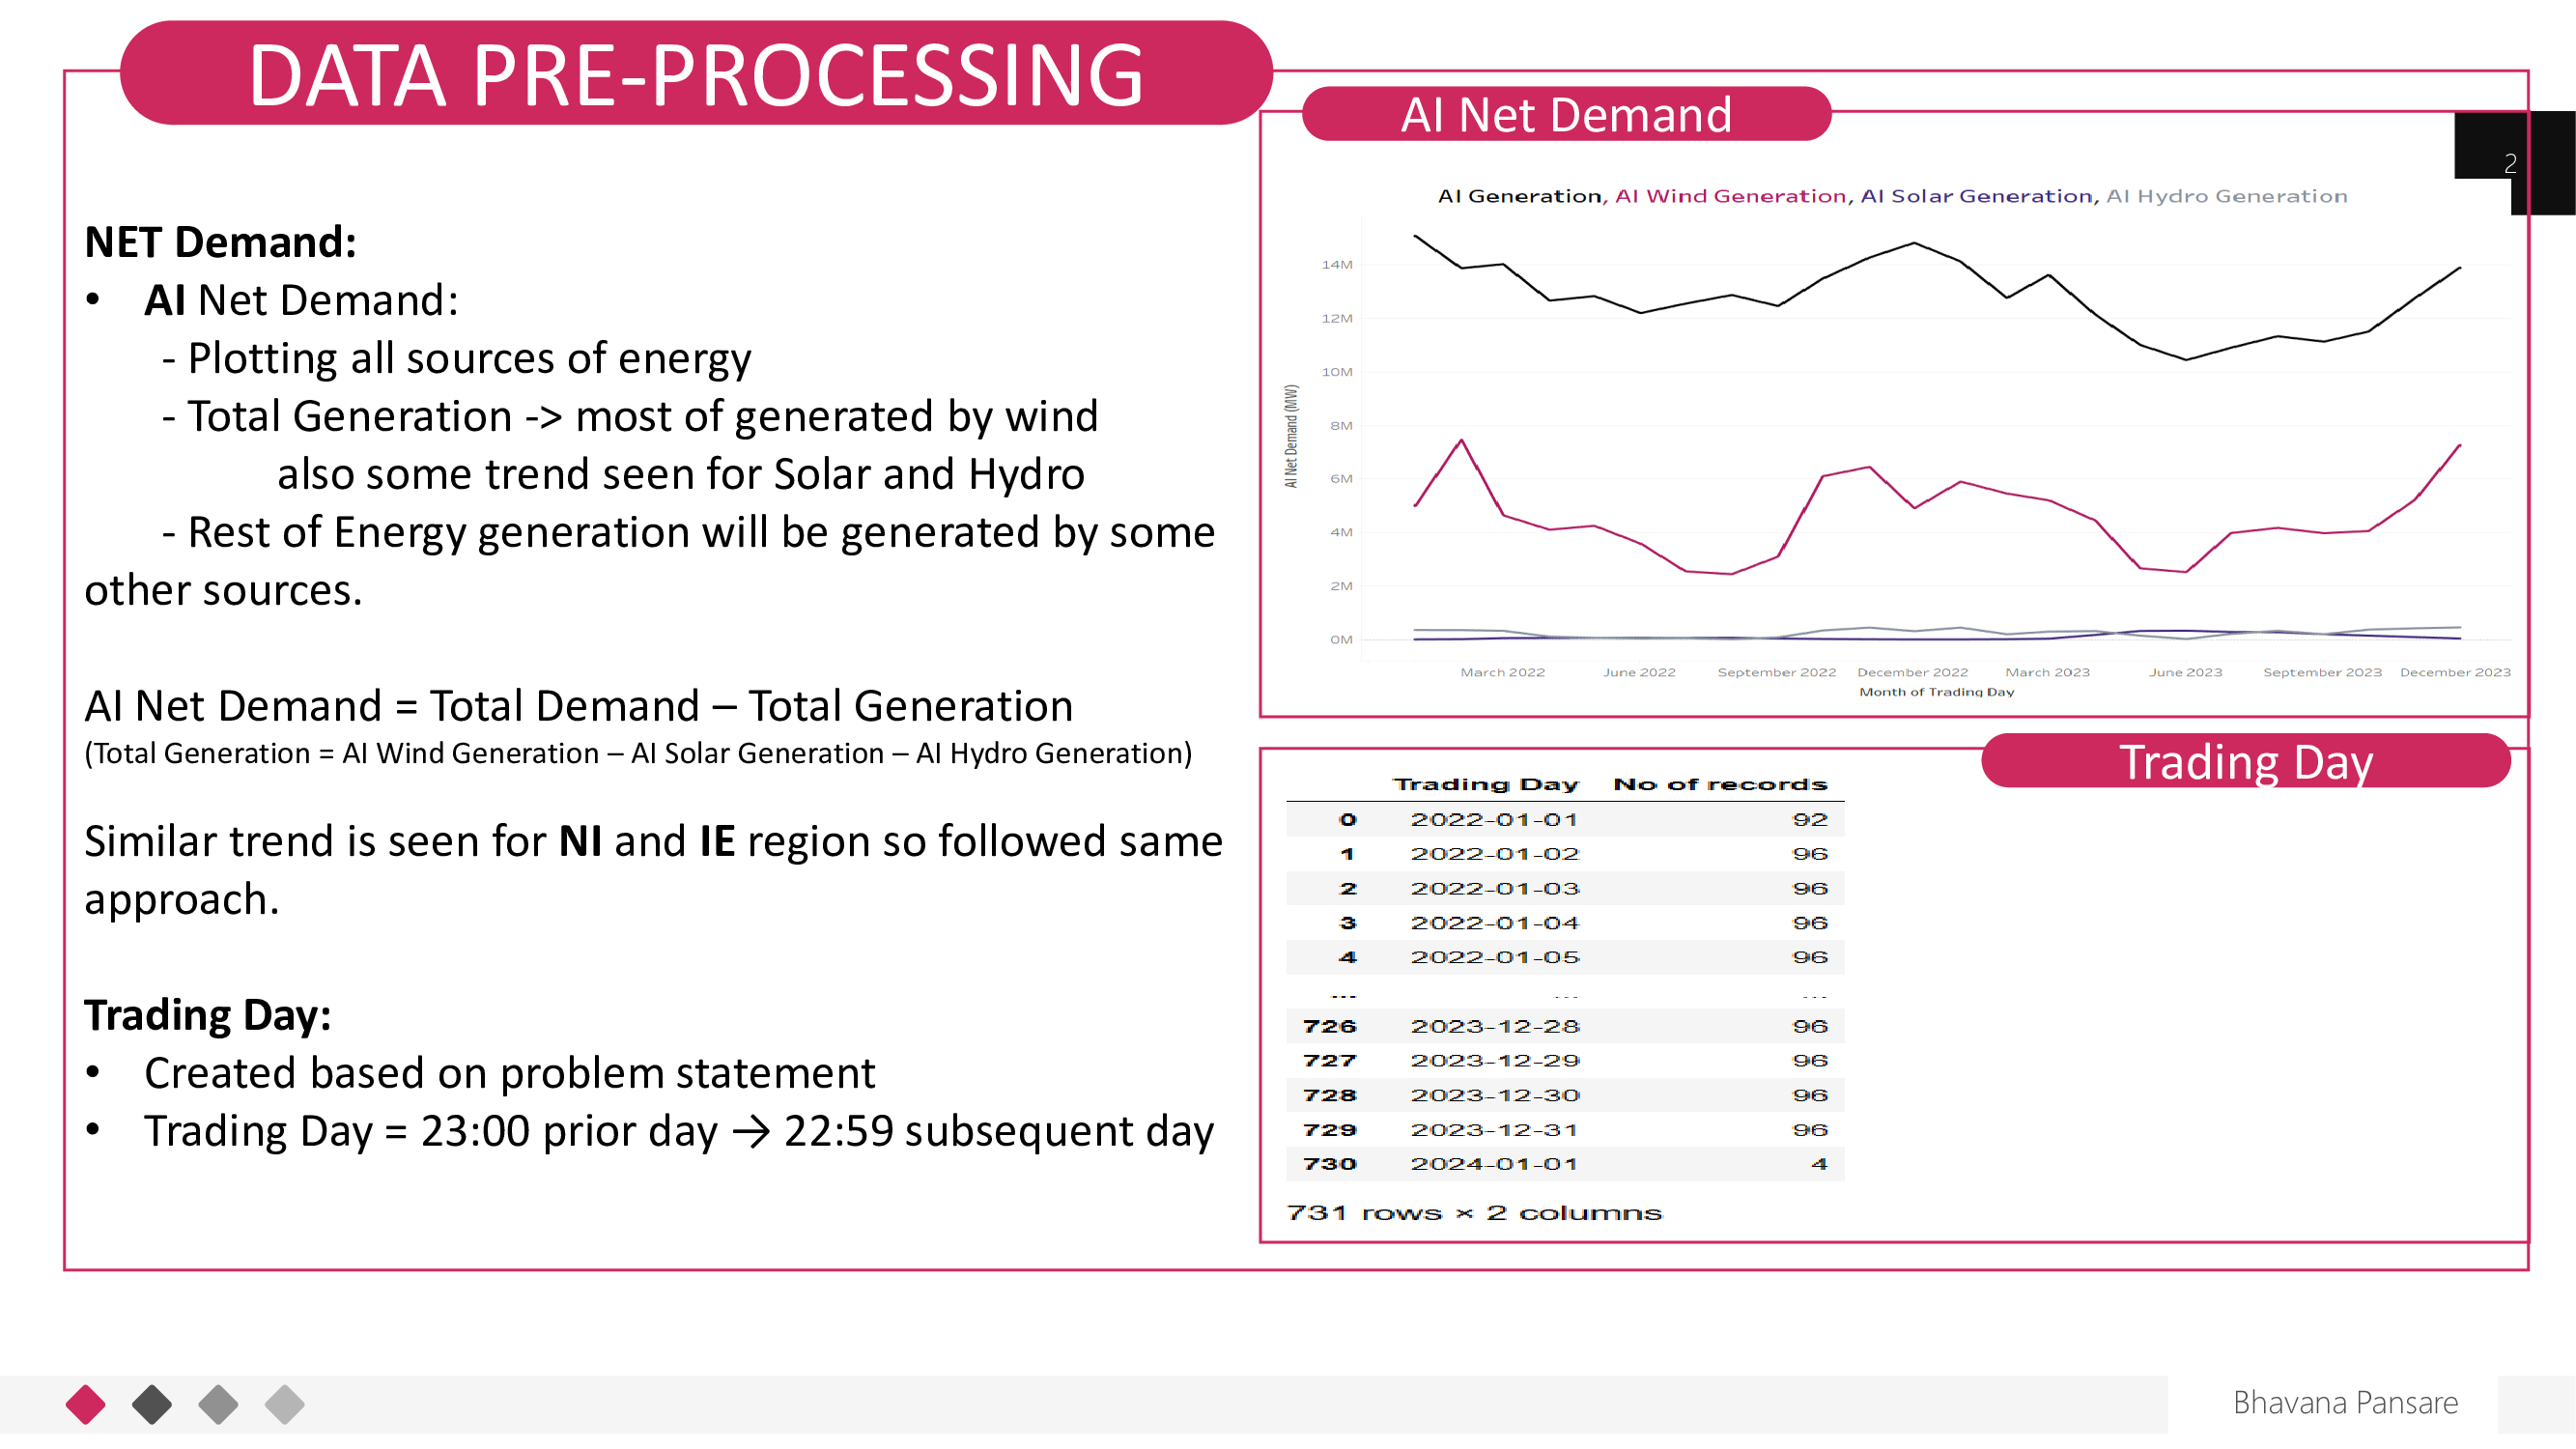 DATA PRE-PROCESSING
NET Demand:
• AI Net Demand:
- Plotting all sources of energy
- Total Generation -> most of generated by wind
also some trend seen for Solar and Hydro
- Rest of Energy generation will be generated by some
other sources.
AI Net Demand = Total Demand – Total Generation
(Total Generation = AI Wind Generation – AI Solar Generation – AI Hydro Generation)
Similar trend is seen for NI and IE region so followed same
approach.
Trading Day:
• Created based on problem statement
• Trading Day = 23:00 prior day → 22:59 subsequent day
AI Net Demand
2
AI Generation, AI Wind Generation, AI Solar Generation, AI Hydro Generation
AI Net Demand (MW)
14M
12M
10M
8M
6M
4M
2M
0M
March 2022 June 2022 September 2022 December 2022 March 2023 June 2023 September 2023 December 2023
Month of Trading Day
Trading Day
Trading Day No of records
0 2022-01-01 92
1 2022-01-02 96
2 2022-01-03 96
3 2022-01-04 96
4 2022-01-05 96
... ... ...
726 2023-12-28 96
727 2023-12-29 96
728 2023-12-30 96
729 2023-12-31 96
730 2024-01-01 4
731 rows × 2 columns
Bhavana Pansare